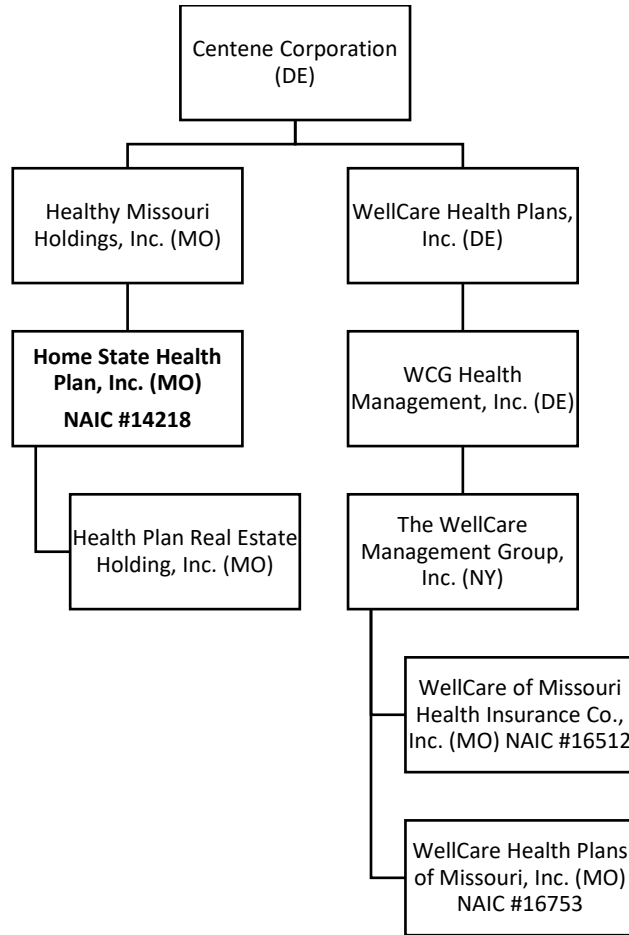 Centene Corporation
(DE)
Healthy Missouri
Holdings, Inc. (MO)
WellCare Health Plans,
Inc. (DE)
Home State Health
Plan, Inc. (MO)
NAIC #14218
WCG Health
Management, Inc. (DE)
Health Plan Real Estate
Holding, Inc. (MO)
The WellCare
Management Group,
Inc. (NY)
WellCare of Missouri
Health Insurance Co.,
Inc. (MO) NAIC #16512
WellCare Health Plans
of Missouri, Inc. (MO)
NAIC #16753